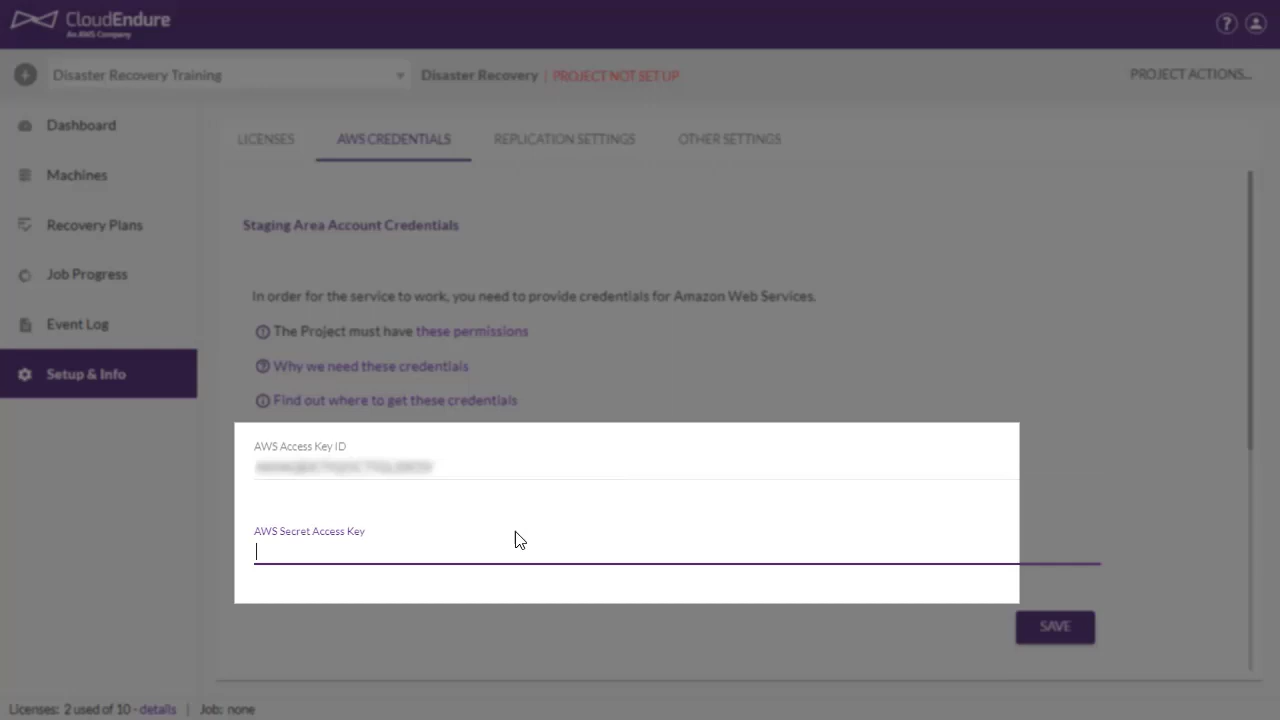 CloudEndure
An AWS Company
?
Disaster Recovery Training
Disaster Recovery | PROJECT NOT SET UP
PROJECT ACTIONS...
Dashboard
Machines
Recovery Plans
Job Progress
Event Log
Setup & Info
LICENSES AWS CREDENTIALS REPLICATION SETTINGS OTHER SETTINGS
Staging Area Account Credentials
In order for the service to work, you need to provide credentials for Amazon Web Services.
The Project must have these permissions
Why we need these credentials
Find out where to get these credentials
AWS Access Key ID
AWS Secret Access Key
SAVE
Licenses: 2 used of 10 - details | Job: none